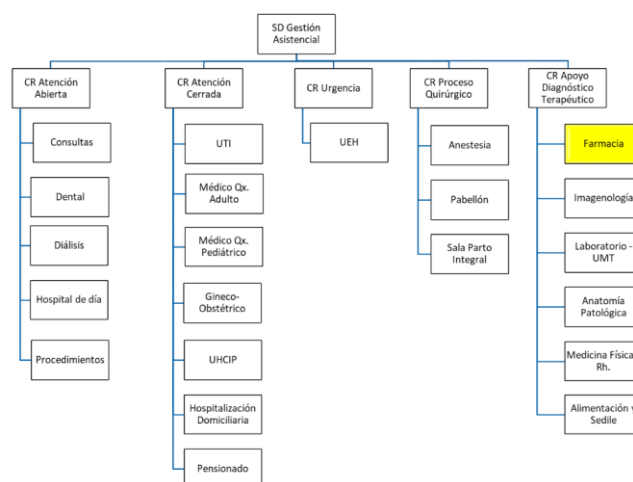 SD Gestión
Asistencial
CR Atención
Abierta
CR Atención
Cerrada
CR Urgencia
CR Proceso
Quirúrgico
CR Apoyo
Diagnóstico
Terapéutico
Consultas
Dental
Diálisis
Hospital de día
Procedimientos
UTI
Médico Qx.
Adulto
Médico Qx.
Pediátrico
Gineco-
Obstétrico
UHCIP
Hospitalización
Domiciliaria
Pensionado
UEH
Anestesia
Pabellón
Sala Parto
Integral
Farmacia
Imagenología
Laboratorio -
UMT
Anatomía
Patológica
Medicina Física
Rh.
Alimentación y
Sedile